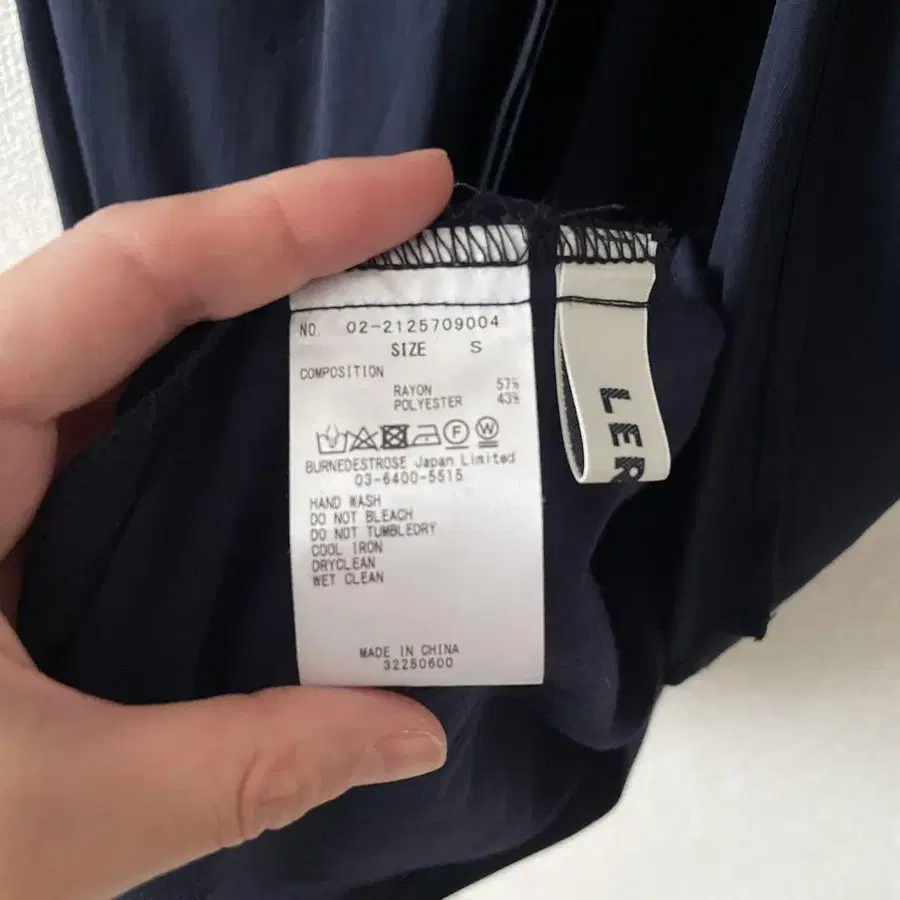 NO. 02-2125709004
SIZE S
COMPOSITION
RAYON 57%
POLYESTER 43%
F W
BURNEDESTROSE Japan Limited
03-6400-5515
HAND WASH
DO NOT BLEACH
DO NOT TUMBLEDRY
COOL IRON
DRYCLEAN
WET CLEAN
MADE IN CHINA
32280600
LER